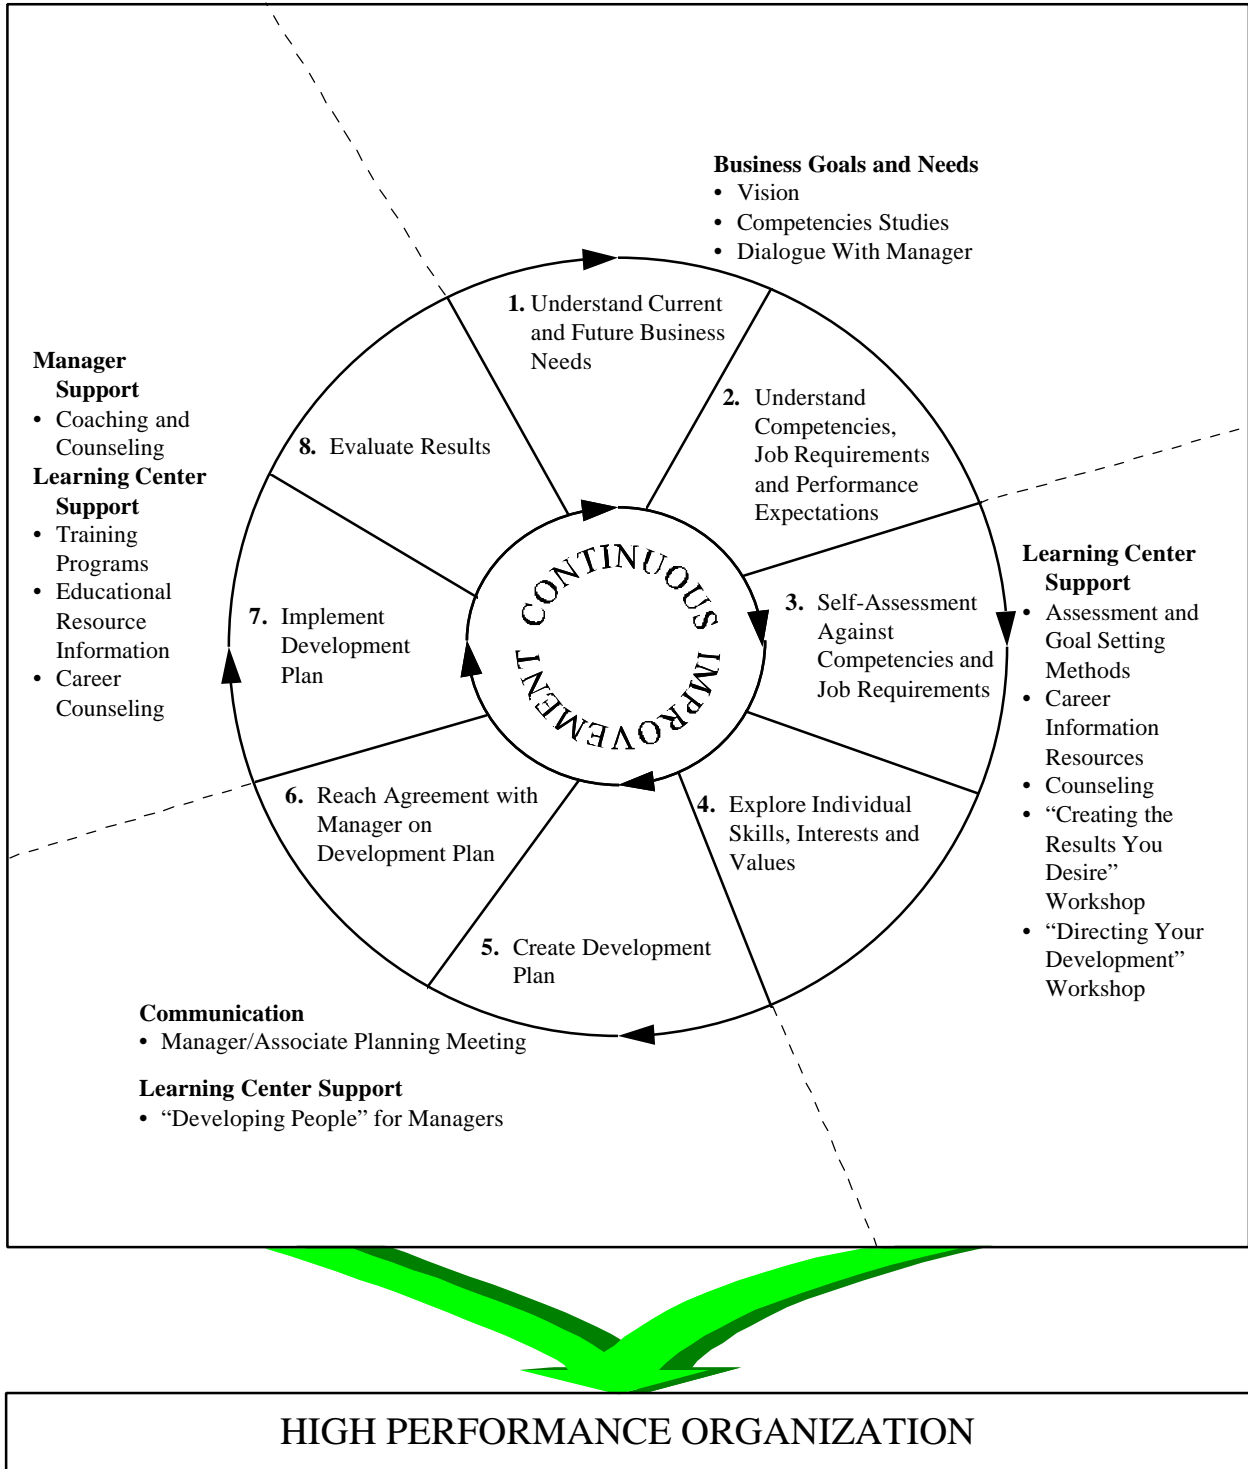 Business Goals and Needs
• Vision
• Competencies Studies
• Dialogue With Manager
1. Understand Current
and Future Business
Needs
2. Understand
Competencies,
Job Requirements
and Performance
Expectations
3. Self-Assessment
Against
Competencies and
Job Requirements
Learning Center
Support
• Assessment and
Goal Setting
Methods
• Career
Information
Resources
• Counseling
• “Creating the
Results You
Desire”
Workshop
• “Directing Your
Development”
Workshop
4. Explore Individual
Skills, Interests and
Values
5. Create Development
Plan
6. Reach Agreement with
Manager on
Development Plan
Communication
• Manager/Associate Planning Meeting
Learning Center Support
• “Developing People” for Managers
7. Implement
Development
Plan
8. Evaluate Results
Manager
Support
• Coaching and
Counseling
Learning Center
Support
• Training
Programs
• Educational
Resource
Information
• Career
Counseling
CONTINUOUS IMPROVEMENT
HIGH PERFORMANCE ORGANIZATION